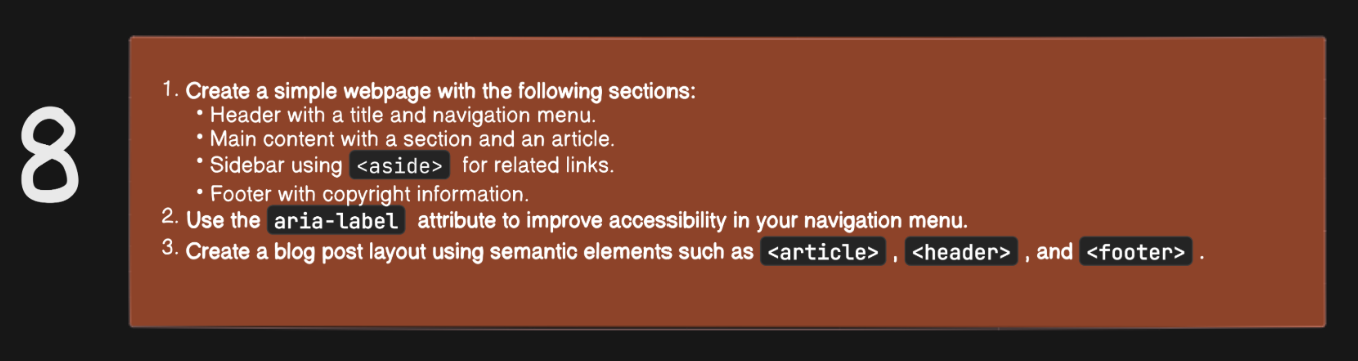 8
1. Create a simple webpage with the following sections:
• Header with a title and navigation menu.
• Main content with a section and an article.
• Sidebar using <aside> for related links.
• Footer with copyright information.
2. Use the aria-label attribute to improve accessibility in your navigation menu.
3. Create a blog post layout using semantic elements such as <article> , <header> , and <footer> .